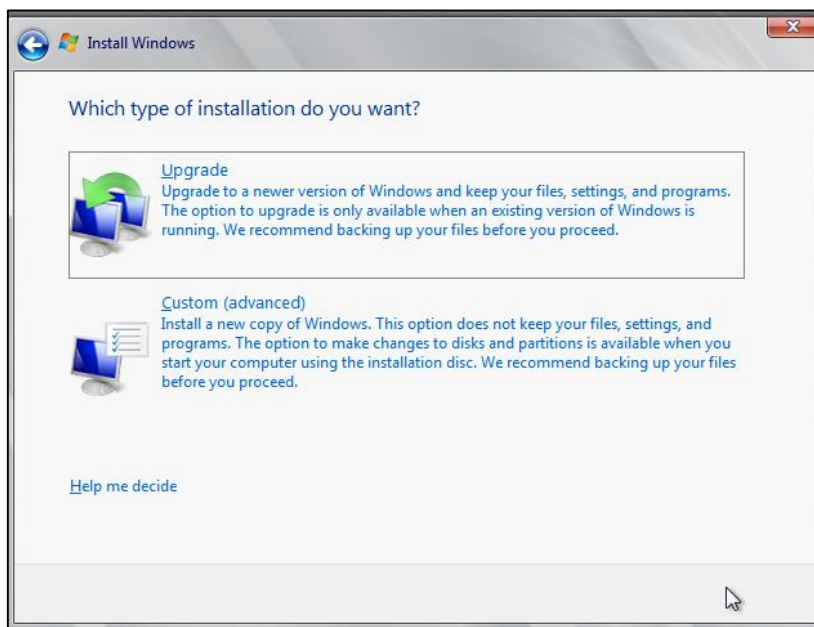 Install Windows
Which type of installation do you want?
Upgrade
Upgrade to a newer version of Windows and keep your files, settings, and programs.
The option to upgrade is only available when an existing version of Windows is
running. We recommend backing up your files before you proceed.
Custom (advanced)
Install a new copy of Windows. This option does not keep your files, settings, and
programs. The option to make changes to disks and partitions is available when you
start your computer using the installation disc. We recommend backing up your files
before you proceed.
Help me decide